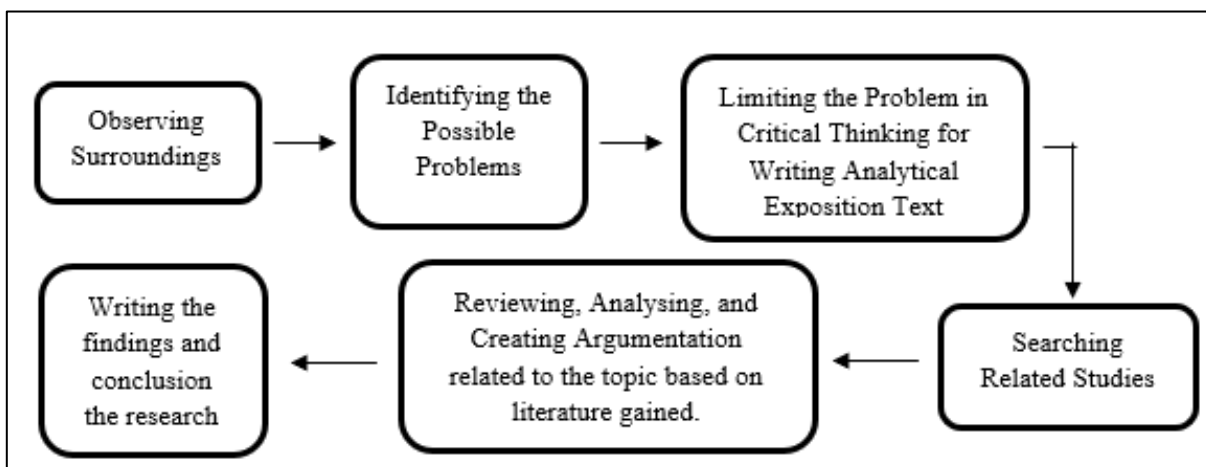 Observing
Surroundings
Identifying the
Possible
Problems
Limiting the Problem in
Critical Thinking for
Writing Analytical
Exposition Text
Searching
Related Studies
Reviewing, Analysing, and
Creating Argumentation
related to the topic based on
literature gained.
Writing the
findings and
conclusion
the research